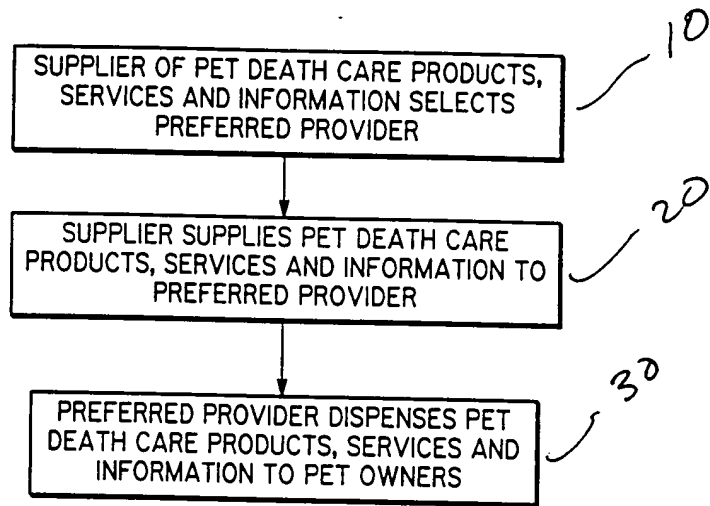 SUPPLIER OF PET DEATH CARE PRODUCTS,
SERVICES AND INFORMATION SELECTS
PREFERRED PROVIDER
10
SUPPLIER SUPPLIES PET DEATH CARE
PRODUCTS, SERVICES AND INFORMATION TO
PREFERRED PROVIDER
20
PREFERRED PROVIDER DISPENSES PET
DEATH CARE PRODUCTS, SERVICES AND
INFORMATION TO PET OWNERS
30